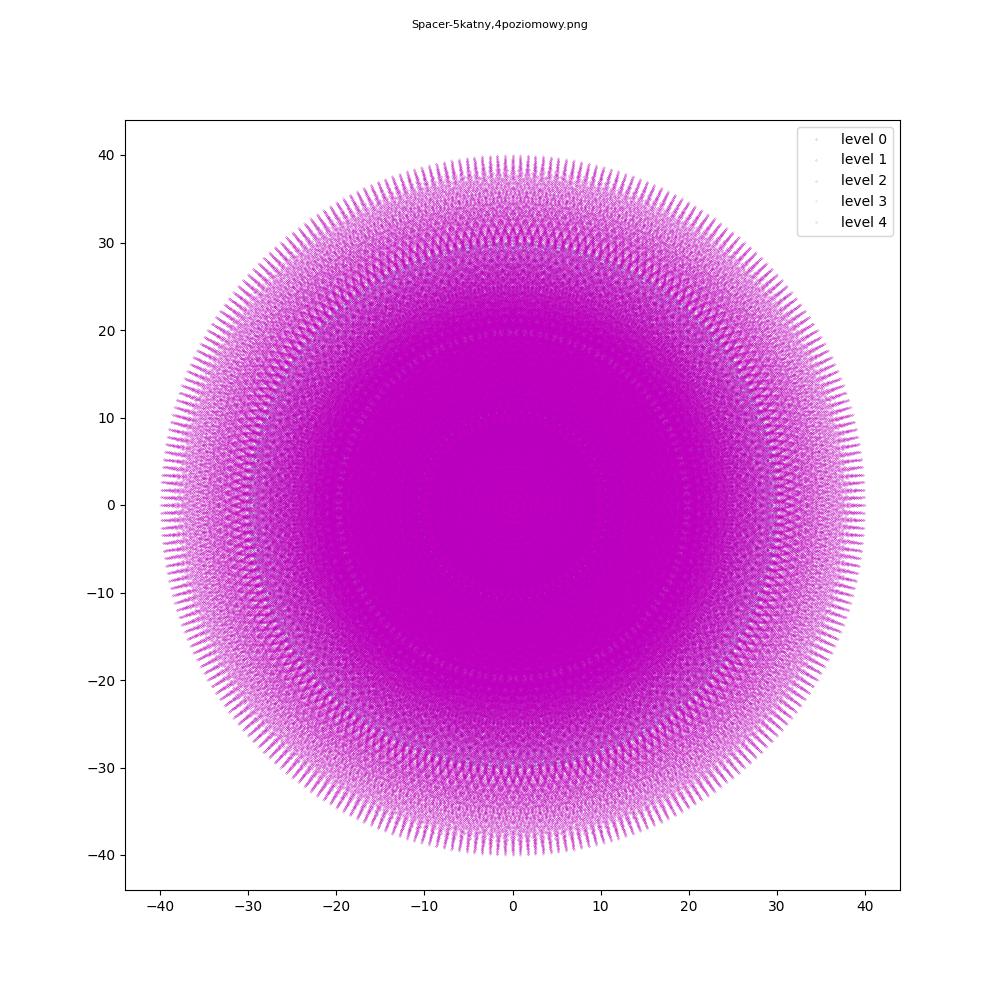 Spacer-5katny,4poziomowy.png
level 0
level 1
level 2
level 3
level 4
40
30
20
10
0
−10
−20
−30
−40
−40 −30 −20 −10 0 10 20 30 40